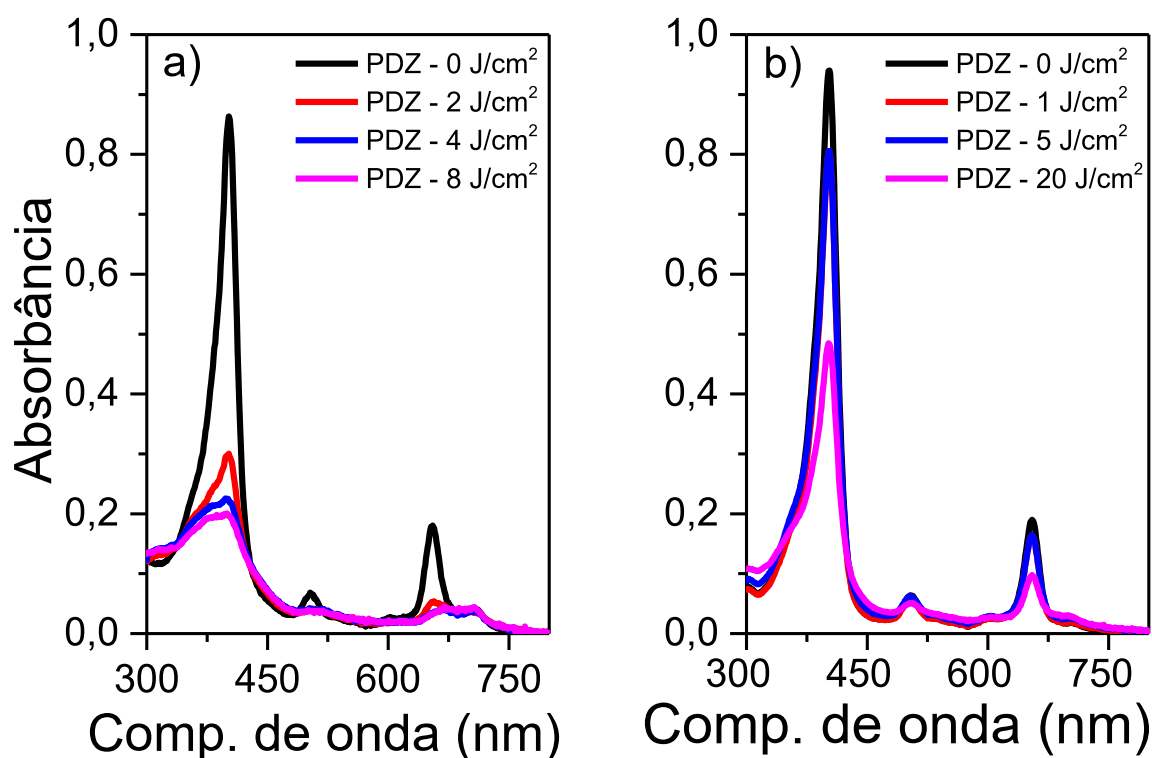 a)
PDZ - 0 J/cm²
PDZ - 2 J/cm²
PDZ - 4 J/cm²
PDZ - 8 J/cm²
1,0
0,8
0,6
0,4
0,2
0,0
300 450 600 750
Absorbância
Comp. de onda (nm)
b)
PDZ - 0 J/cm²
PDZ - 1 J/cm²
PDZ - 5 J/cm²
PDZ - 20 J/cm²
1,0
0,8
0,6
0,4
0,2
0,0
300 450 600 750
Comp. de onda (nm)